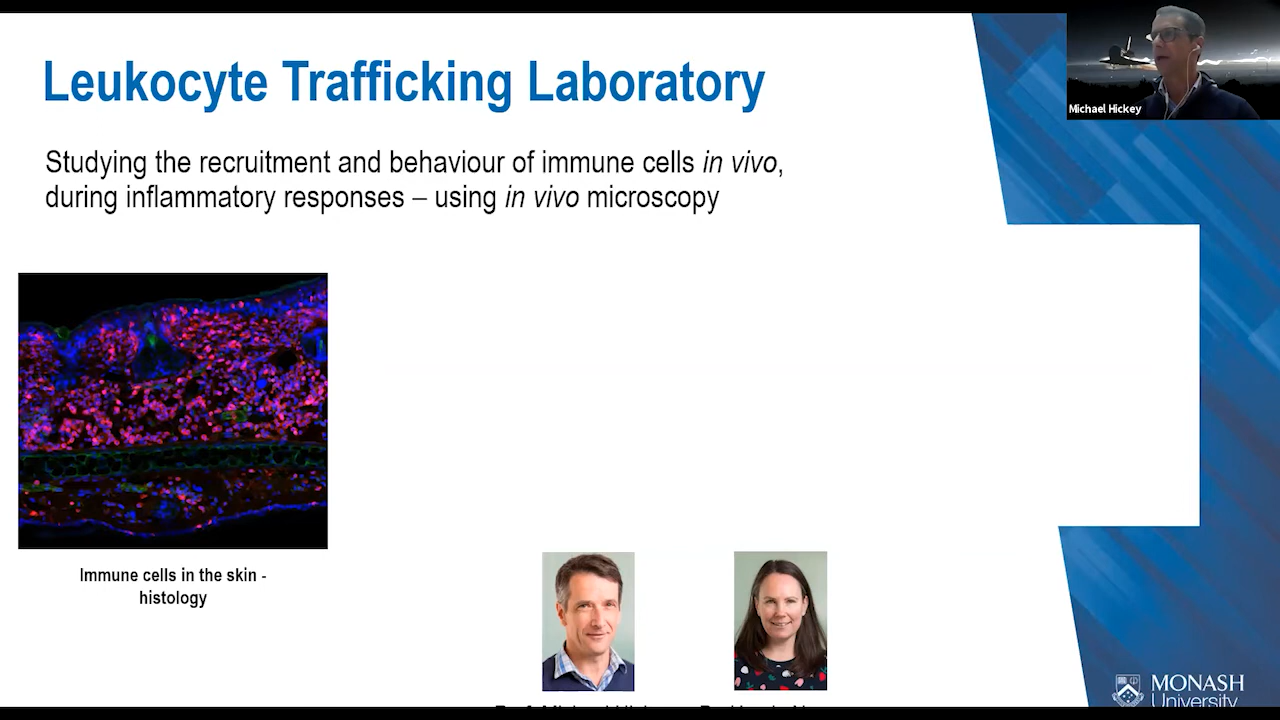 Leukocyte Trafficking Laboratory
Michael Hickey
Studying the recruitment and behaviour of immune cells in vivo,
during inflammatory responses – using in vivo microscopy
Immune cells in the skin -
histology
MONASH
University